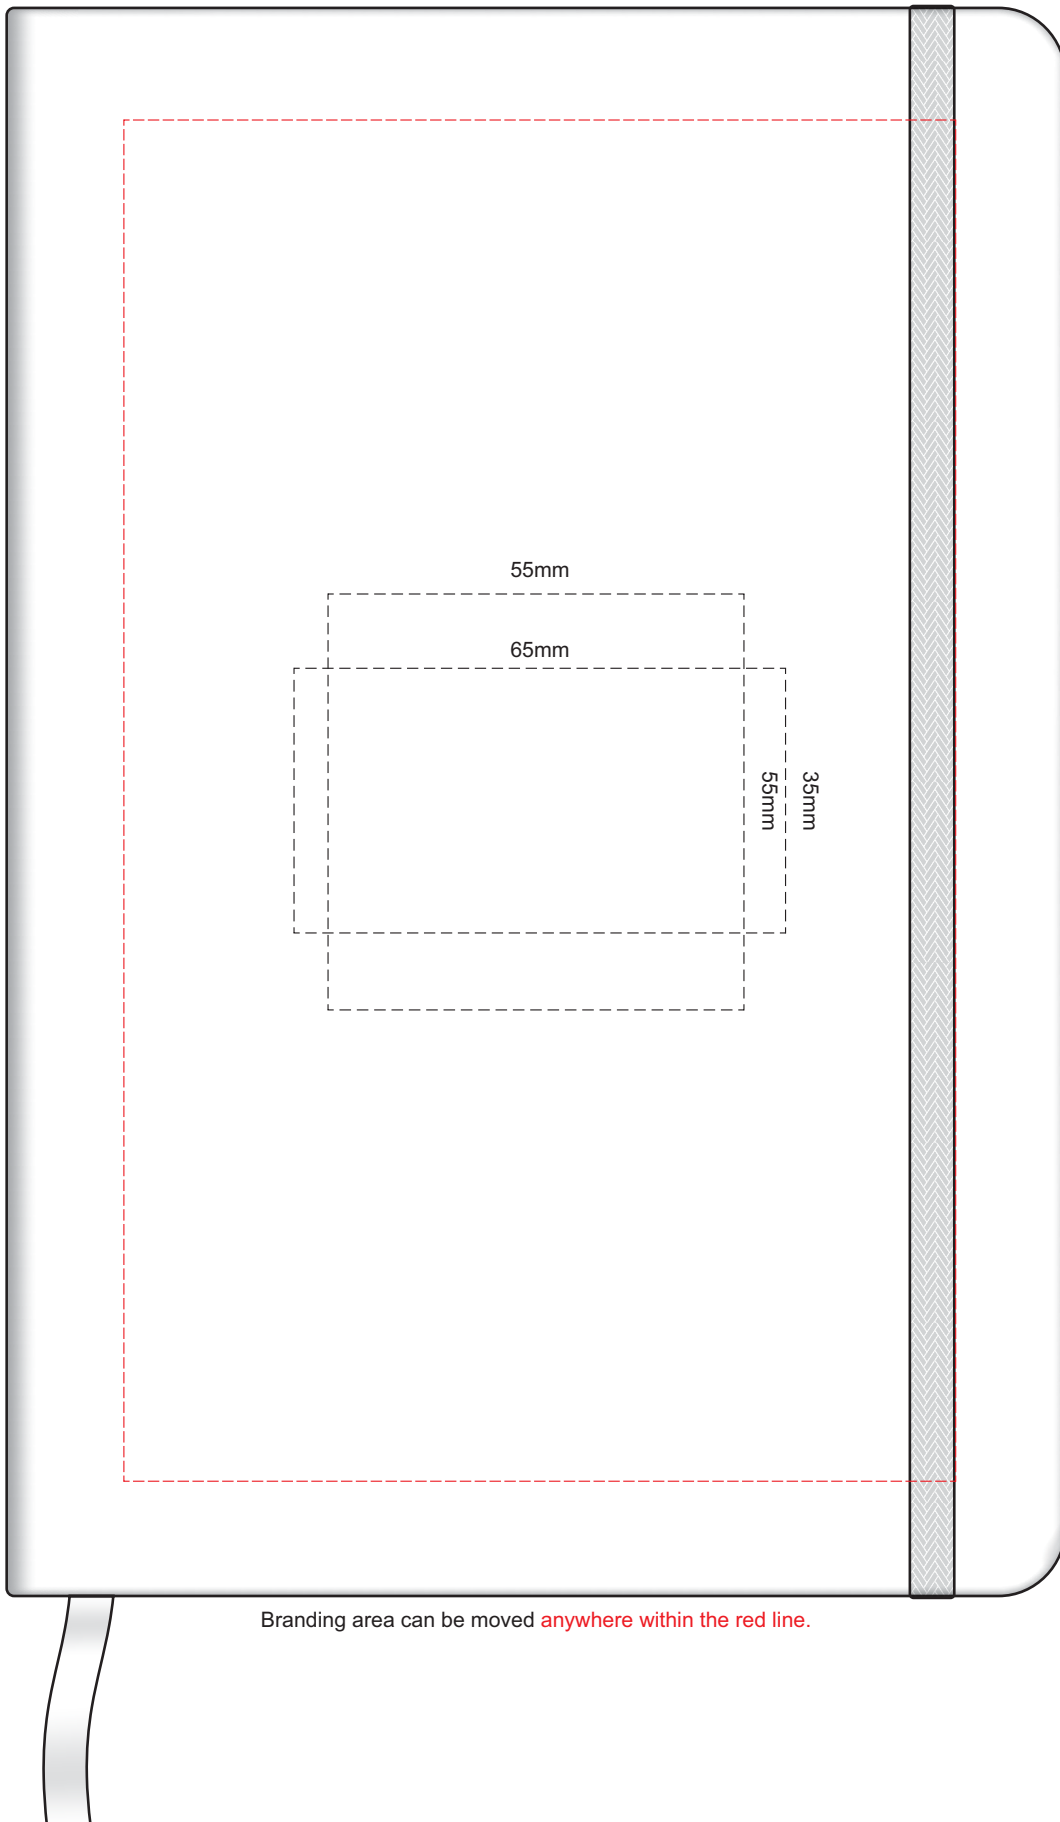 55mm
65mm
55mm
35mm
Branding area can be moved anywhere within the red line.